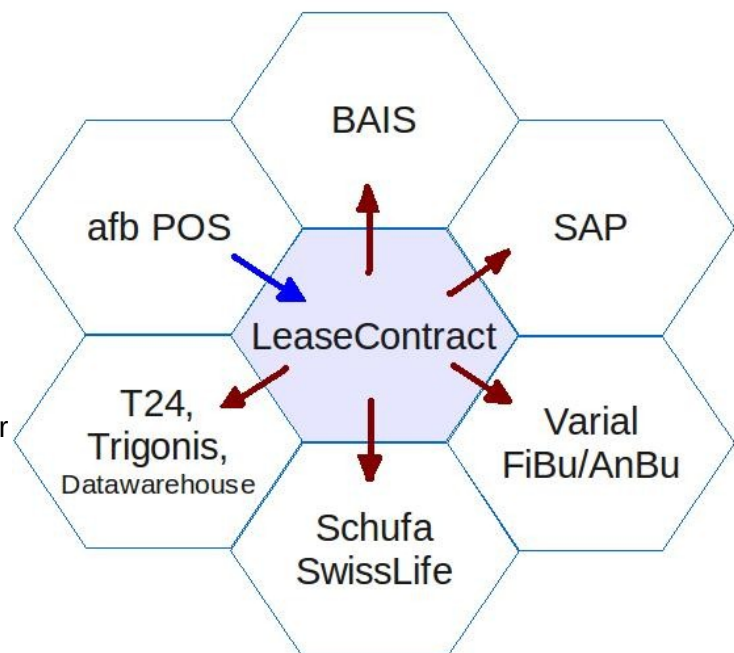 BAIS
afb POS
SAP
LeaseContract
T24,
Trigonis,
Datawarehouse
r
Varial
FiBu/AnBu
Schufa
SwissLife